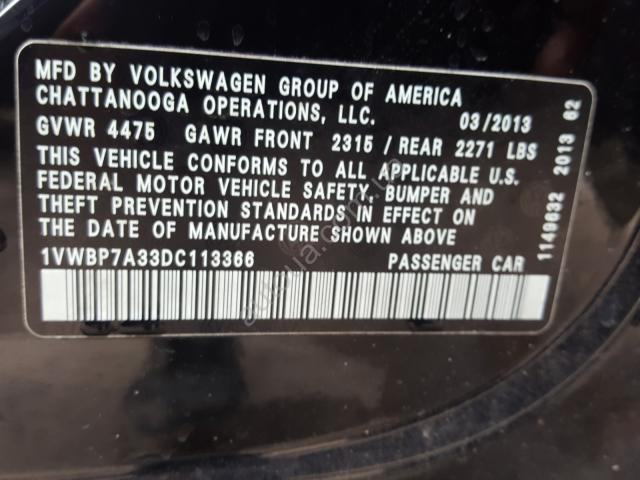 MFD BY VOLKSWAGEN GROUP OF AMERICA
CHATTANOOGA OPERATIONS, LLC. 03/2013
GVWR 4475 GAWR FRONT 2315 / REAR 2271 LBS
THIS VEHICLE CONFORMS TO ALL APPLICABLE U.S.
FEDERAL MOTOR VEHICLE SAFETY, BUMPER AND
THEFT PREVENTION STANDARDS IN EFFECT ON
THE DATE OF MANUFACTURE SHOWN ABOVE
1VWBP7A33DC113366 PASSENGER CAR
1149632 2013 62